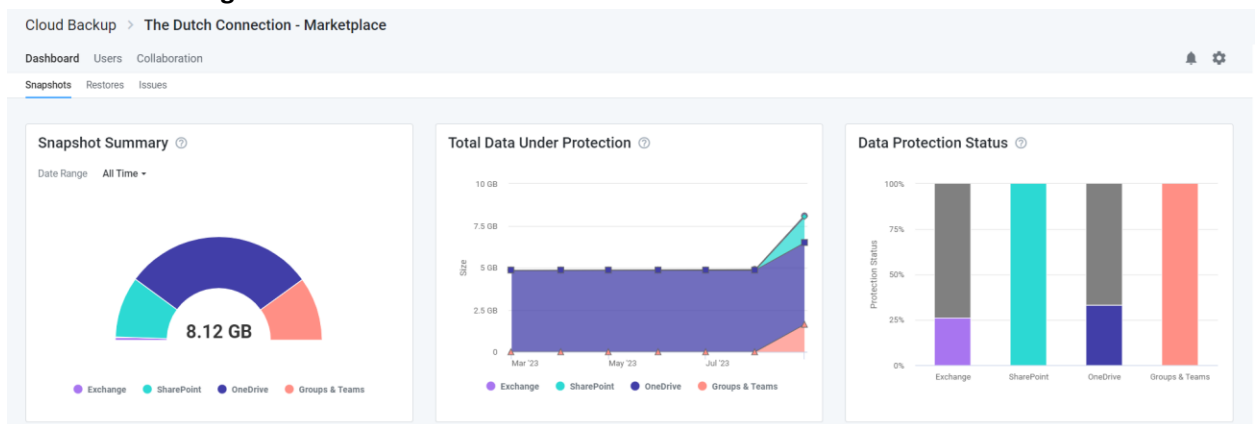 Cloud Backup > The Dutch Connection - Marketplace
Dashboard Users Collaboration
Snapshots Restores Issues
Snapshot Summary
Date Range All Time
8.12 GB
Exchange SharePoint OneDrive Groups & Teams
Total Data Under Protection
10 GB
7.5 GB
5 GB
2.5 GB
0
Size
Mar '23 May '23 Jul '23
Exchange SharePoint OneDrive Groups & Teams
Data Protection Status
100%
75%
50%
25%
0%
Protection Status
Exchange SharePoint OneDrive Groups & Teams